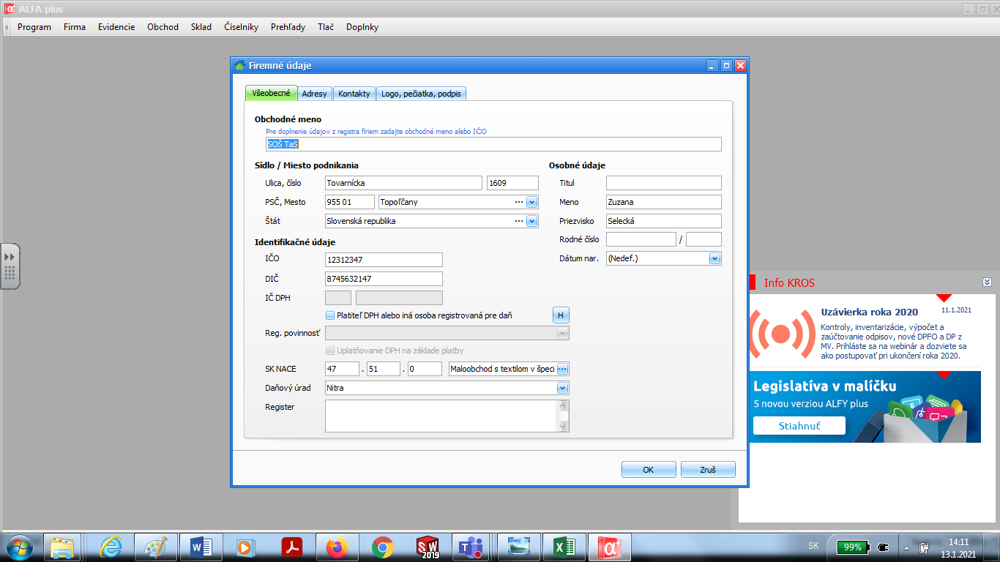 ALFA plus
Program Firma Evidencie Obchod Sklad Číselníky Prehľady Tlač Doplnky
Firemné údaje
Všeobecné Adresy Kontakty Logo, pečiatka, podpis
Obchodné meno
Pre doplnenie údajov z registra firiem zadajte obchodné meno alebo IČO
SOŠ TaS
Sídlo / Miesto podnikania
Ulica, číslo Tovarnícka 1609
PSČ, Mesto 955 01 Topoľčany
Štát Slovenská republika
Osobné údaje
Titul
Meno Zuzana
Priezvisko Selecká
Rodné číslo /
Dátum nar. (Nedef.)
Identifikačné údaje
IČO 12312347
DIČ 8745632147
IČ DPH
Platiteľ DPH alebo iná osoba registrovaná pre daň H
Reg. povinnosť
Uplatňovanie DPH na základe platby
SK NACE 47 . 51 . 0 Maloobchod s textilom v špeci
Daňový úrad Nitra
Register
OK Zruš
Info KROS
Uzávierka roka 2020 11.1.2021
Kontroly, inventarizácie, výpočet a
zaúčtovanie odpisov, nové DPFO a DP z
MV. Prihláste sa na webinár a dozviete sa
ako postupovať pri ukončení roka 2020.
Legislatíva v malíčku
S novou verziou ALFY plus
Stiahnuť
SW 2019
SK 99% 14:11
13.1.2021